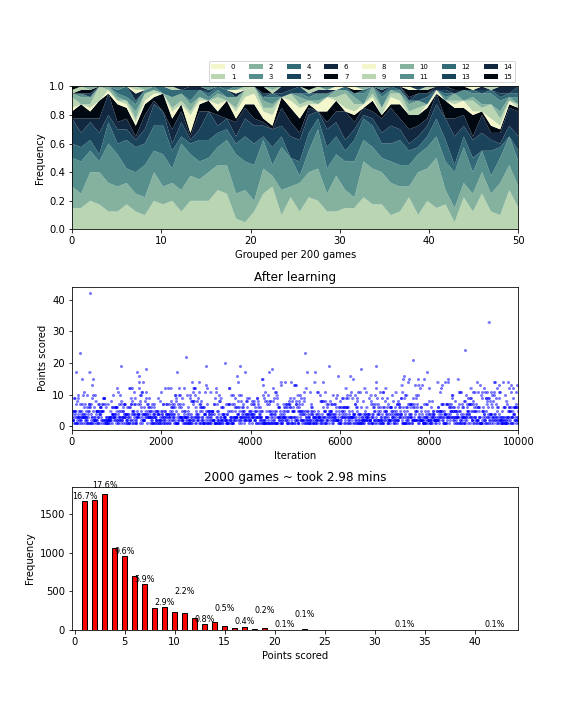 0 2 4 6 8 10 12 14
1 3 5 7 9 11 13 15
1.0
0.8
0.6
0.4
0.2
0.0
Frequency
0 10 20 30 40 50
Grouped per 200 games
After learning
40
30
20
10
0
Points scored
0 2000 4000 6000 8000 10000
Iteration
2000 games ~ took 2.98 mins
1500
1000
500
0
Frequency
16.7%
17.6%
9.6%
5.9%
2.9%
2.2%
0.8%
0.5%
0.4%
0.2%
0.1%
0.1%
0.1%
0.1%
0 5 10 15 20 25 30 35 40
Points scored